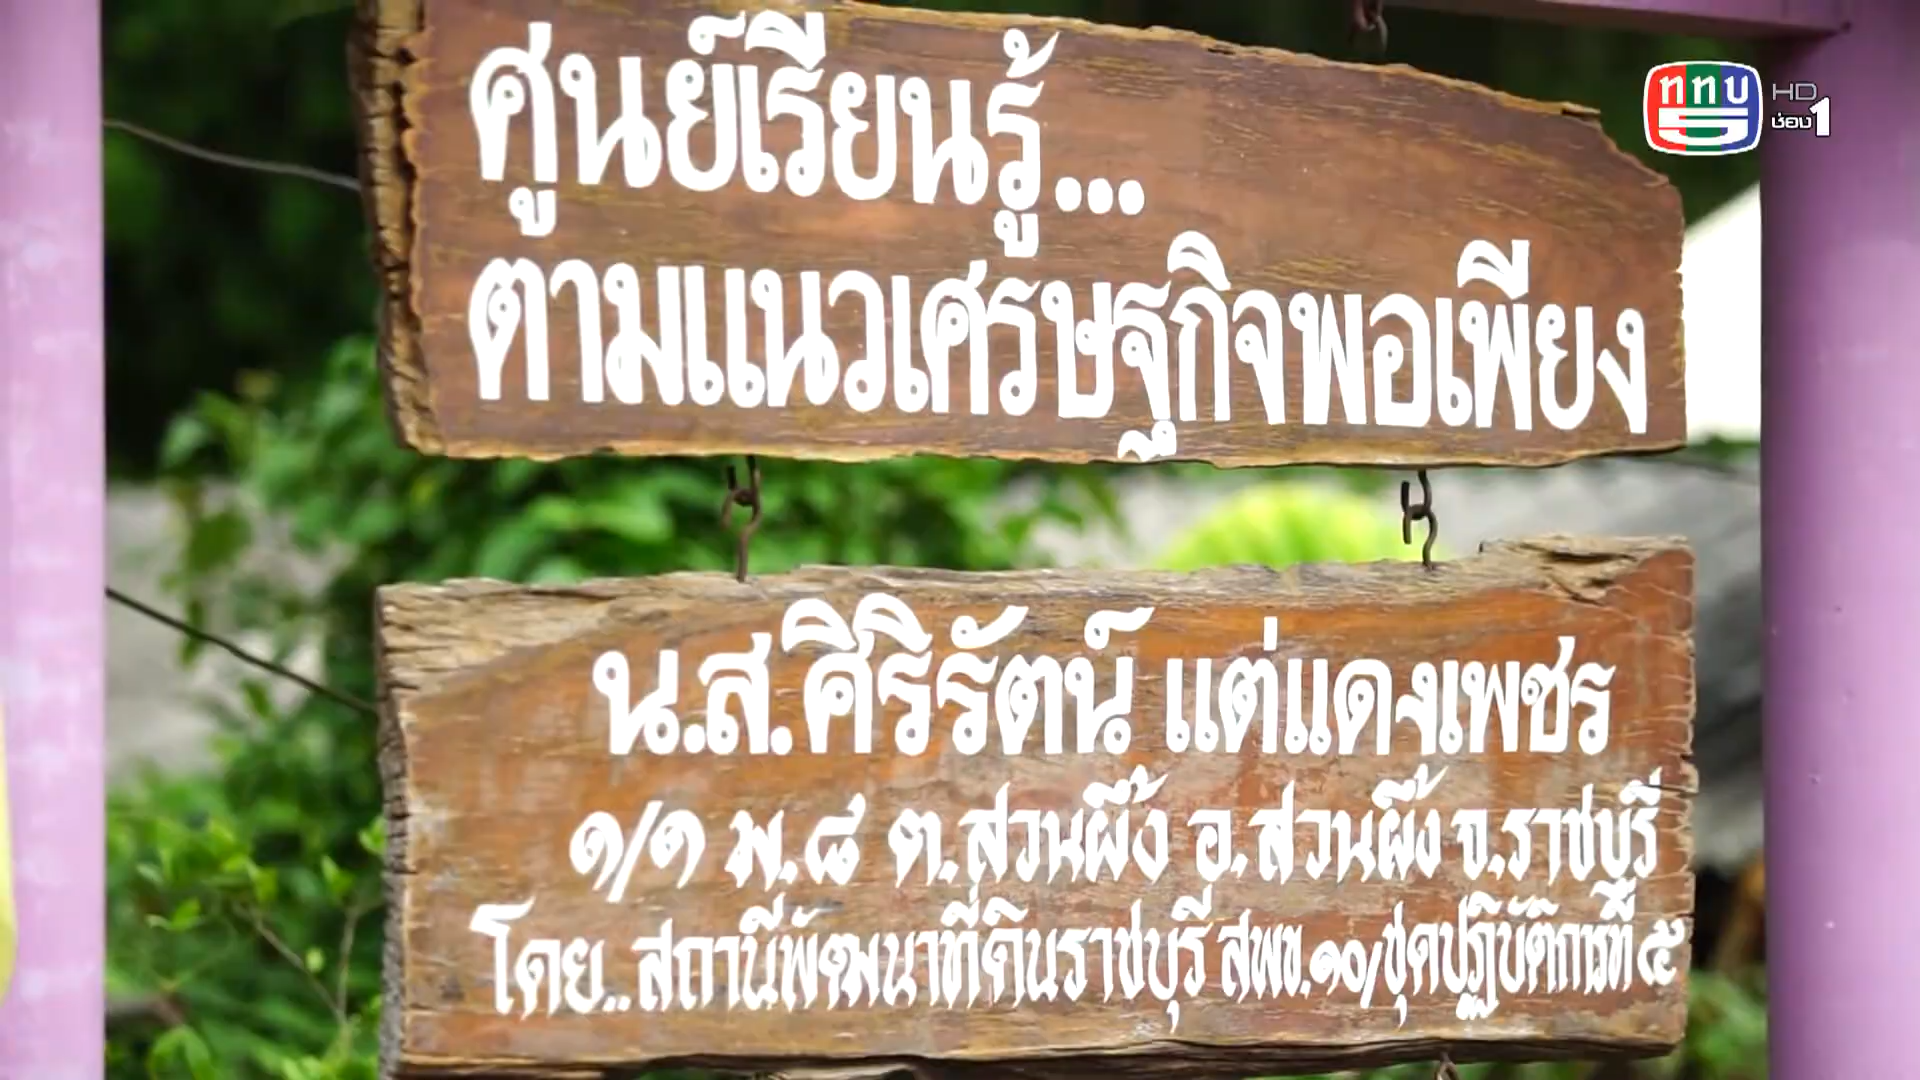 ศูนย์เรียนรู้...
ตามแนวเศรษฐกิจพอเพียง
น.ส.ศิริรัตน์ แต่แดงเพชร
๑/๑ ม.๘ ต.สวนผึ้ง อ.สวนผึ้ง จ.ราชบุรี
โดย..สถานีพัฒนาที่ดินราชบุรี สพข.๑๐/ชุดปฏิบัติการที่ ๕
ททบ 5
HD
ช่อง 1